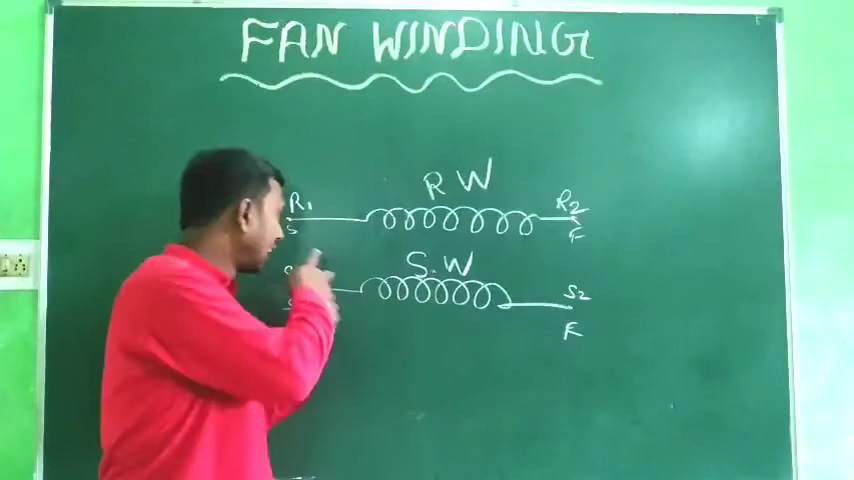 FAN WINDING
R W
R1 R2
S F
S.W
S2
F